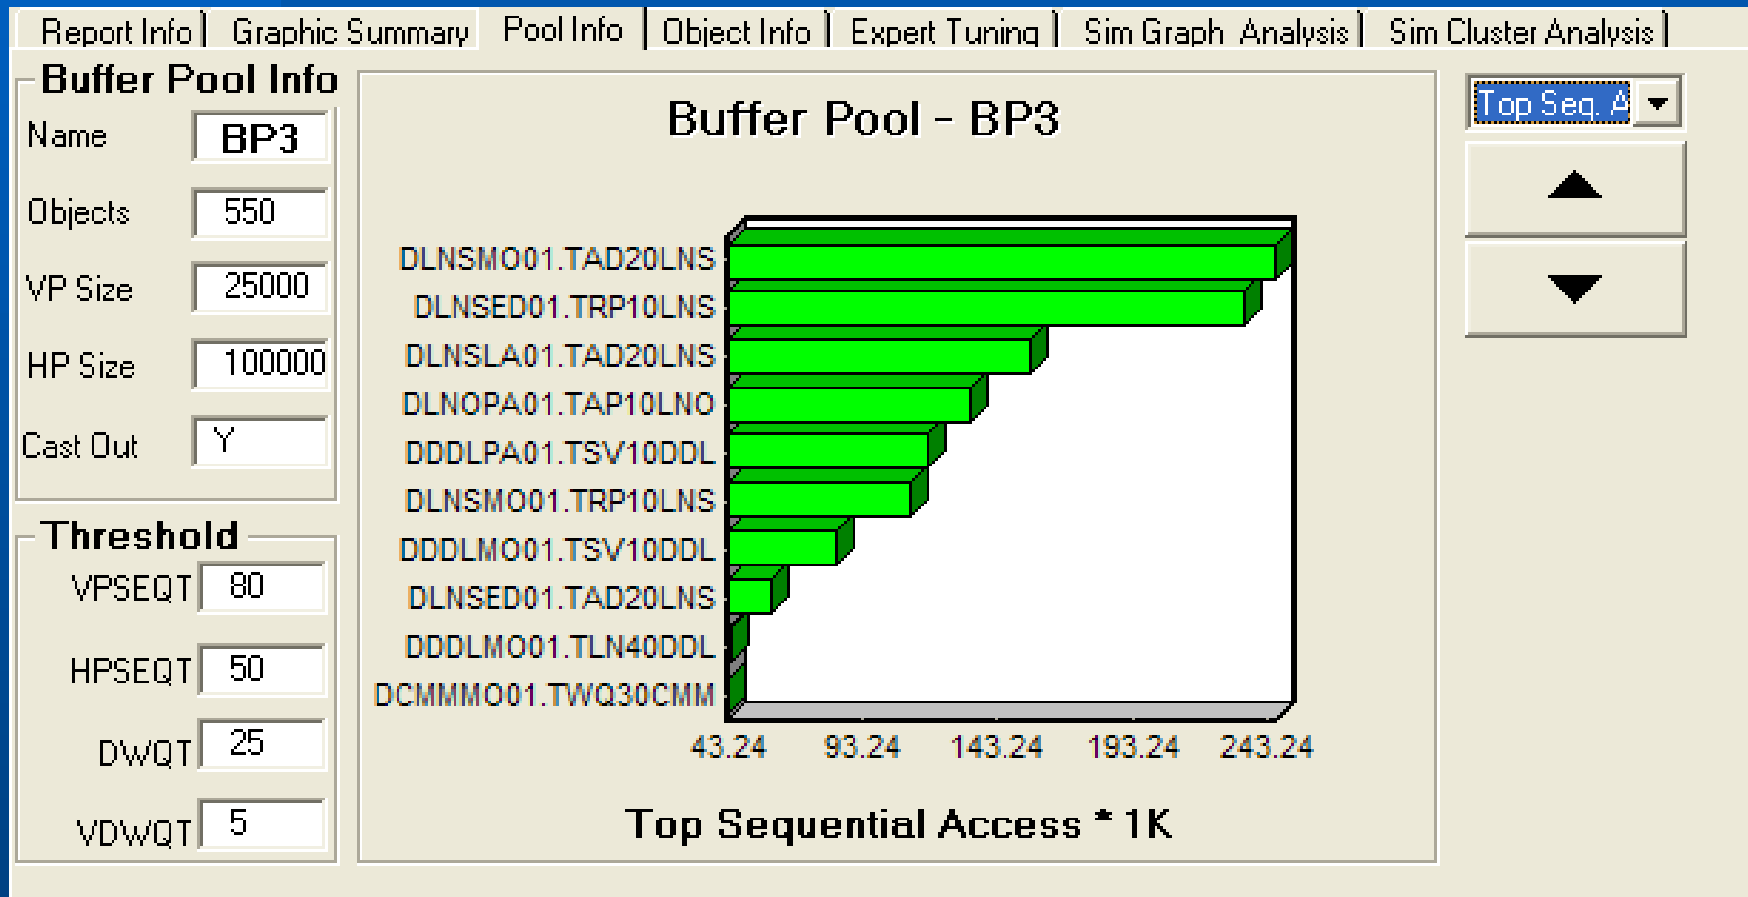 Report Info Graphic Summary Pool Info Object Info Expert Tuning Sim Graph Analysis Sim Cluster Analysis
Buffer Pool Info
Name BP3
Objects 550
VP Size 25000
HP Size 100000
Cast Out Y
Threshold
VPSEQT 80
HPSEQT 50
DWQT 25
VDWQT 5
Buffer Pool - BP3
DLNSMO01.TAD20LNS
DLNSED01.TRP10LNS
DLNSLA01.TAD20LNS
DLNOPA01.TAP10LNO
DDDLPA01.TSV10DDL
DLNSMO01.TRP10LNS
DDDLMO01.TSV10DDL
DLNSED01.TAD20LNS
DDDLMO01.TLN40DDL
DCMMMO01.TWQ30CMM
43.24 93.24 143.24 193.24 243.24
Top Sequential Access * 1K
Top Seq. A